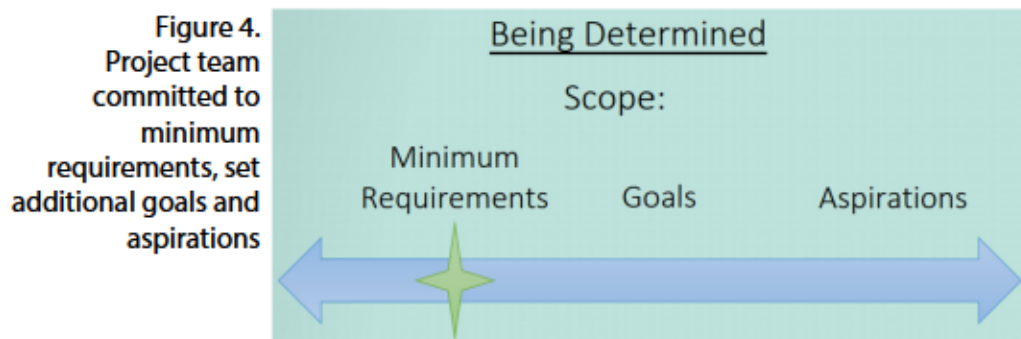 Figure 4.
Project team
committed to
minimum
requirements, set
additional goals and
aspirations
Being Determined
Scope:
Minimum
Requirements
Goals
Aspirations